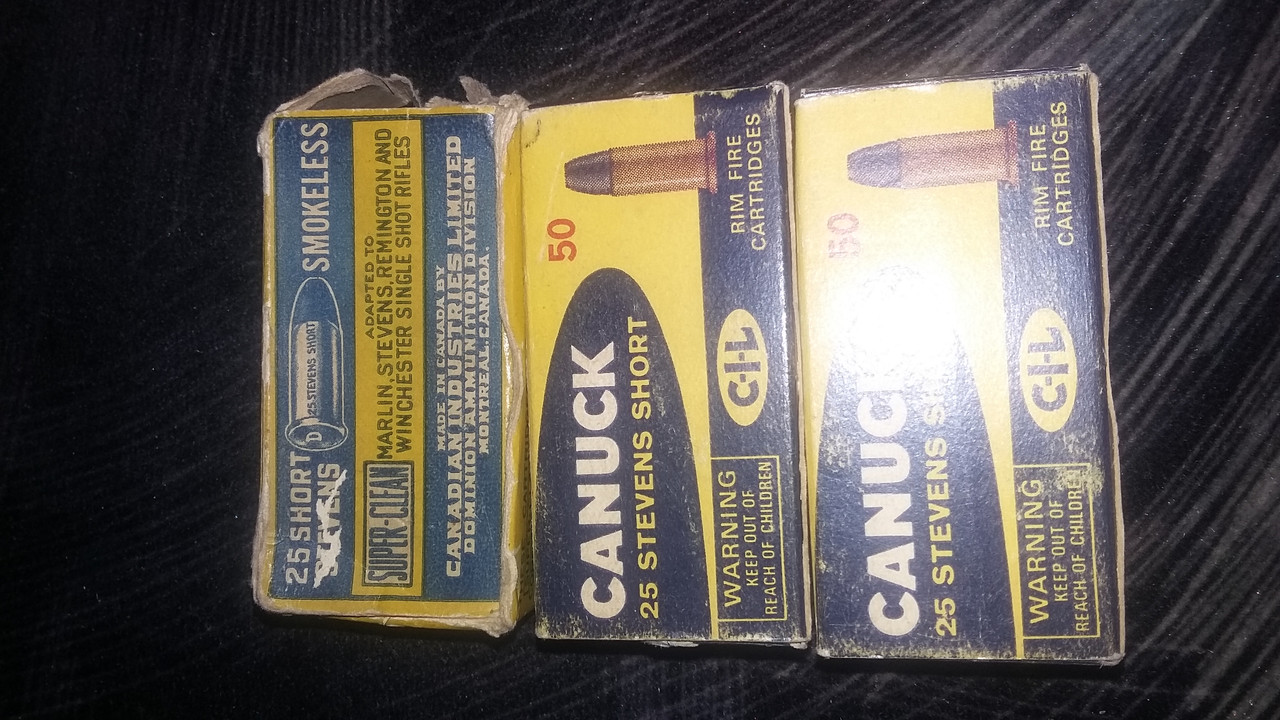 25 SHORT
STEVENS
25 STEVENS SHORT
D
SMOKELESS
SUPER-CLEAN
ADAPTED TO
MARLIN, STEVENS, REMINGTON AND
WINCHESTER SINGLE SHOT RIFLES
MADE IN CANADA BY
CANADIAN INDUSTRIES LIMITED
DOMINION AMMUNITION DIVISION
MONTREAL, CANADA.
50
CANUCK
25 STEVENS SHORT
RIM FIRE
CARTRIDGES
C-I-L
WARNING
KEEP OUT OF
REACH OF CHILDREN
50
CANUCK
25 STEVENS SH
RIM FIRE
CARTRIDGES
C-I-L
WARNING
KEEP OUT OF
REACH OF CHILDREN